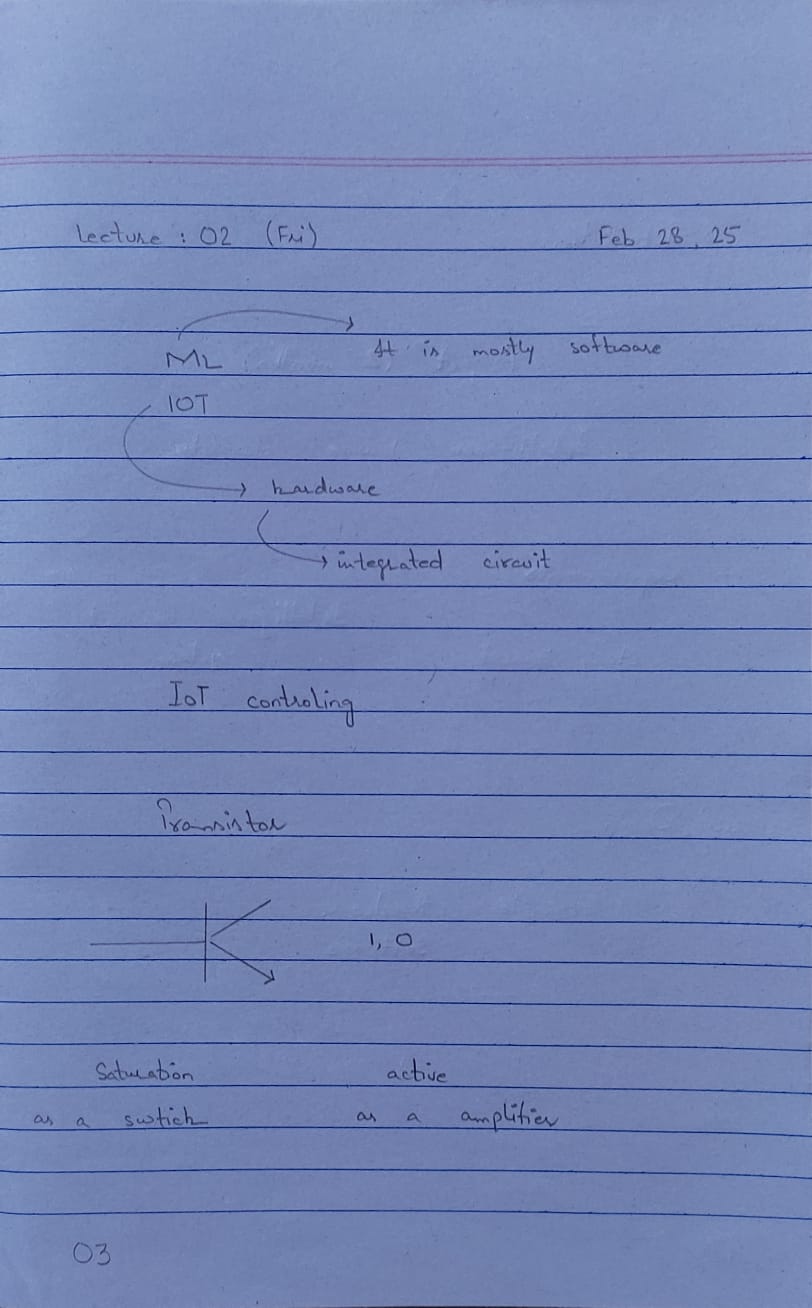 Lecture : 02 (Fri) Feb 28, 25
ML It is mostly software
IOT
hardware
integrated circuit
IoT controling
Transistor
1, 0
Saturation active
as a swtich as a amplifier
03